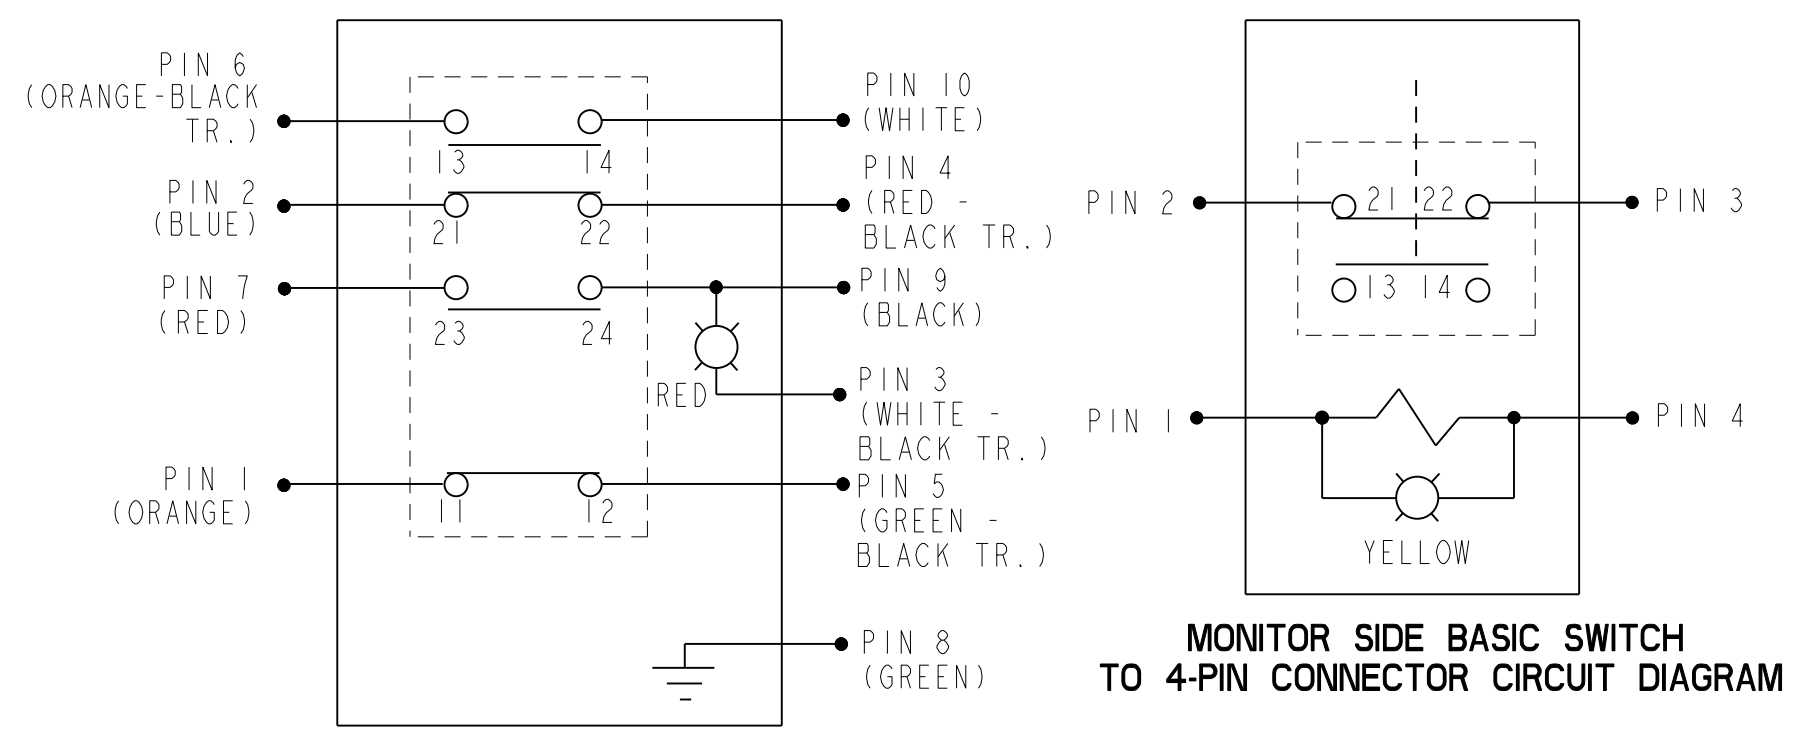 PIN 6
(ORANGE-BLACK
TR.)
PIN 10
(WHITE)
13 14
PIN 2
(BLUE)
PIN 4
(RED -
BLACK TR.)
21 22
PIN 7
(RED)
PIN 9
(BLACK)
23 24
RED
PIN 3
(WHITE -
BLACK TR.)
PIN 1
(ORANGE)
PIN 5
(GREEN -
BLACK TR.)
11 12
PIN 8
(GREEN)
PIN 2
21 22
PIN 3
13 14
PIN 1
PIN 4
YELLOW
MONITOR SIDE BASIC SWITCH
TO 4-PIN CONNECTOR CIRCUIT DIAGRAM